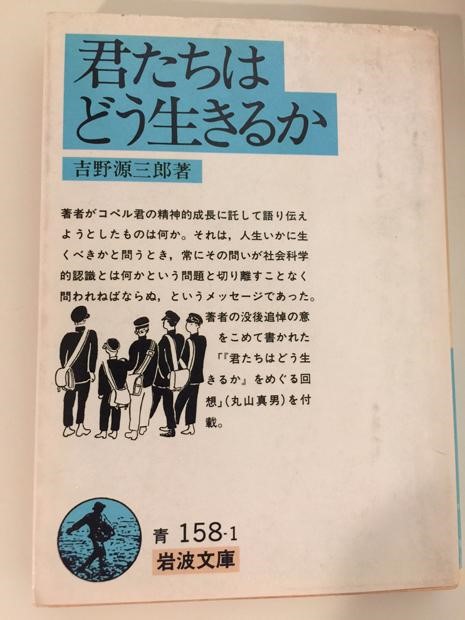 君たちは
どう生きるか
吉野源三郎著
著者がコペル君の精神的成長に託して語り伝え
ようとしたものは何か。それは，人生いかに生
くべきかと問うとき，常にその問いが社会科学
的認識とは何かという問題と切り離すことなく
問われねばならぬ，というメッセージであった。
著者の没後追悼の意
をこめて書かれた
「『君たちはどう生
きるか』をめぐる回
想」(丸山真男)を付
載。
青 158-1
岩波文庫